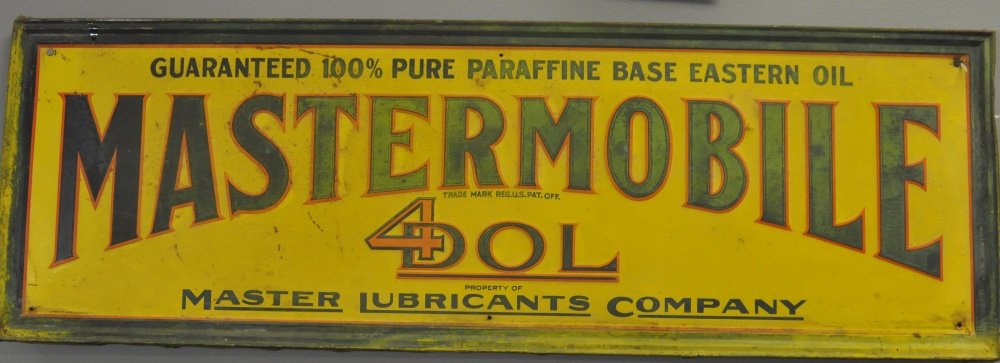 GUARANTEED 100% PURE PARAFFINE BASE EASTERN OIL
MASTERMOBILE
TRADE MARK REG.U.S.PAT.OFF.
4DOL
PROPERTY OF
MASTER LUBRICANTS COMPANY